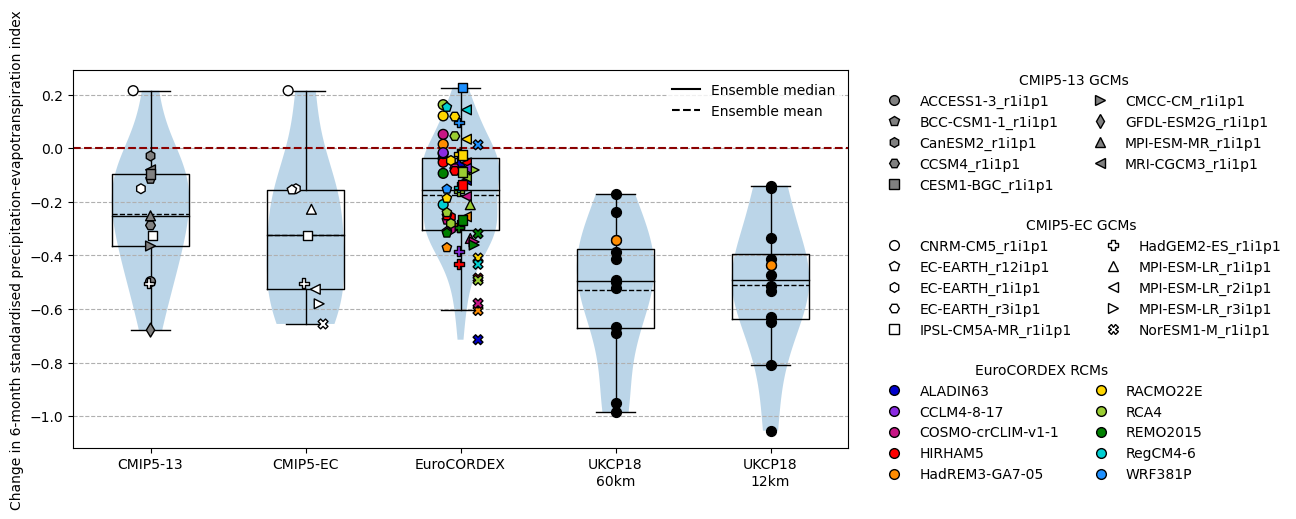 Change in 6-month standardised precipitation-evapotranspiration index
0.2
0.0
−0.2
−0.4
−0.6
−0.8
−1.0
Ensemble median
Ensemble mean
CMIP5-13
CMIP5-EC
EuroCORDEX
UKCP18
60km
UKCP18
12km
CMIP5-13 GCMs
ACCESS1-3_r1i1p1
BCC-CSM1-1_r1i1p1
CanESM2_r1i1p1
CCSM4_r1i1p1
CESM1-BGC_r1i1p1
CMCC-CM_r1i1p1
GFDL-ESM2G_r1i1p1
MPI-ESM-MR_r1i1p1
MRI-CGCM3_r1i1p1
CMIP5-EC GCMs
CNRM-CM5_r1i1p1
EC-EARTH_r12i1p1
EC-EARTH_r1i1p1
EC-EARTH_r3i1p1
IPSL-CM5A-MR_r1i1p1
HadGEM2-ES_r1i1p1
MPI-ESM-LR_r1i1p1
MPI-ESM-LR_r2i1p1
MPI-ESM-LR_r3i1p1
NorESM1-M_r1i1p1
EuroCORDEX RCMs
ALADIN63
CCLM4-8-17
COSMO-crCLIM-v1-1
HIRHAM5
HadREM3-GA7-05
RACMO22E
RCA4
REMO2015
RegCM4-6
WRF381P